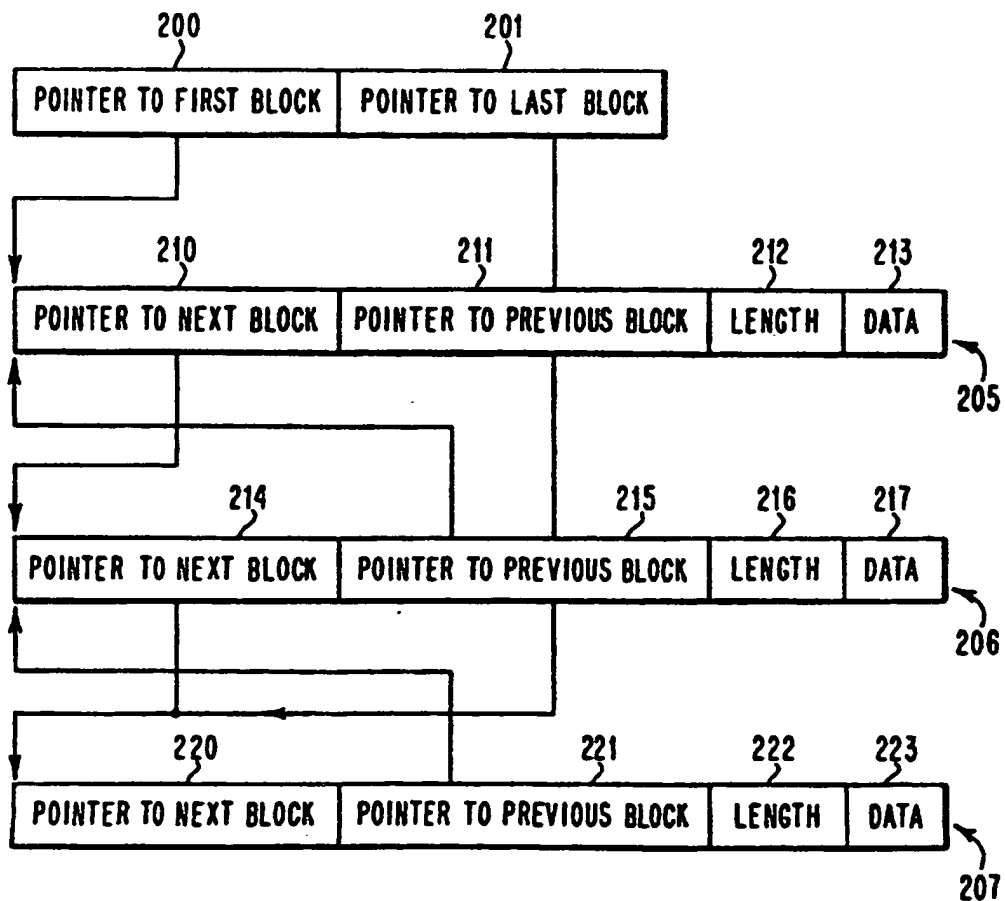 200 201
POINTER TO FIRST BLOCK POINTER TO LAST BLOCK
210 211 212 213
POINTER TO NEXT BLOCK POINTER TO PREVIOUS BLOCK LENGTH DATA
205
214 215 216 217
POINTER TO NEXT BLOCK POINTER TO PREVIOUS BLOCK LENGTH DATA
206
220 221 222 223
POINTER TO NEXT BLOCK POINTER TO PREVIOUS BLOCK LENGTH DATA
207